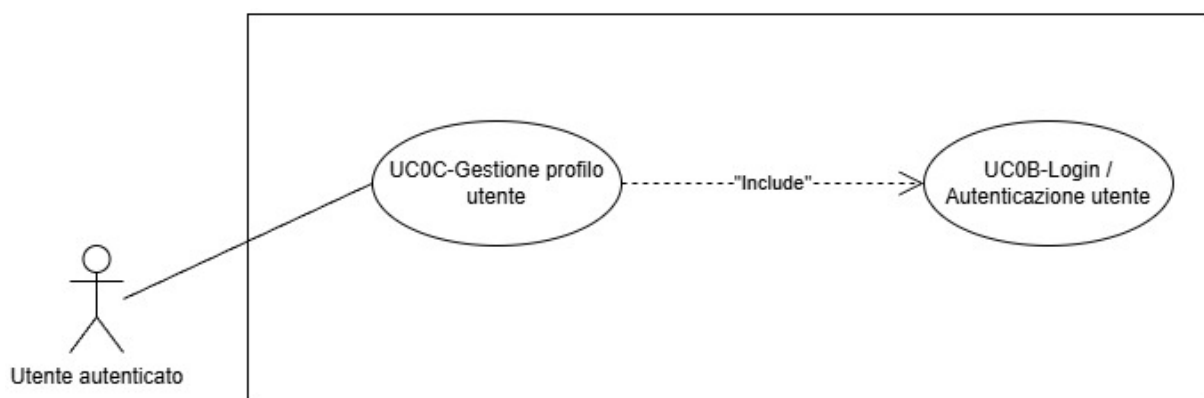 UC0C-Gestione profilo
utente
"Include"
UC0B-Login /
Autenticazione utente
Utente autenticato